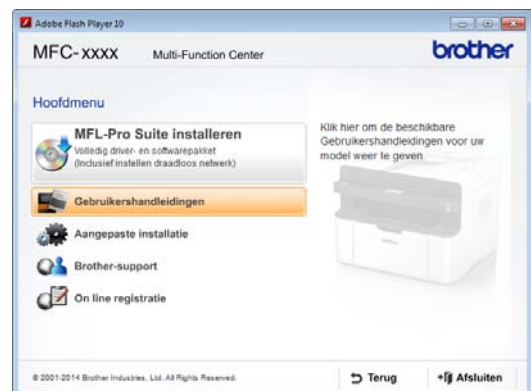 Adobe Flash Player 10
MFC-xxxx Multi-Function Center brother
Hoofdmenu
MFL-Pro Suite installeren
Volledig driver- en softwarepakket
(Inclusief instellen draadloos netwerk)
Gebruikershandleidingen
Aangepaste installatie
Brother-support
On line registratie
Klik hier om de beschikbare
Gebruikershandleidingen voor uw
model weer te geven.
© 2001-2014 Brother Industries, Ltd. All Rights Reserved.
Terug
Afsluiten